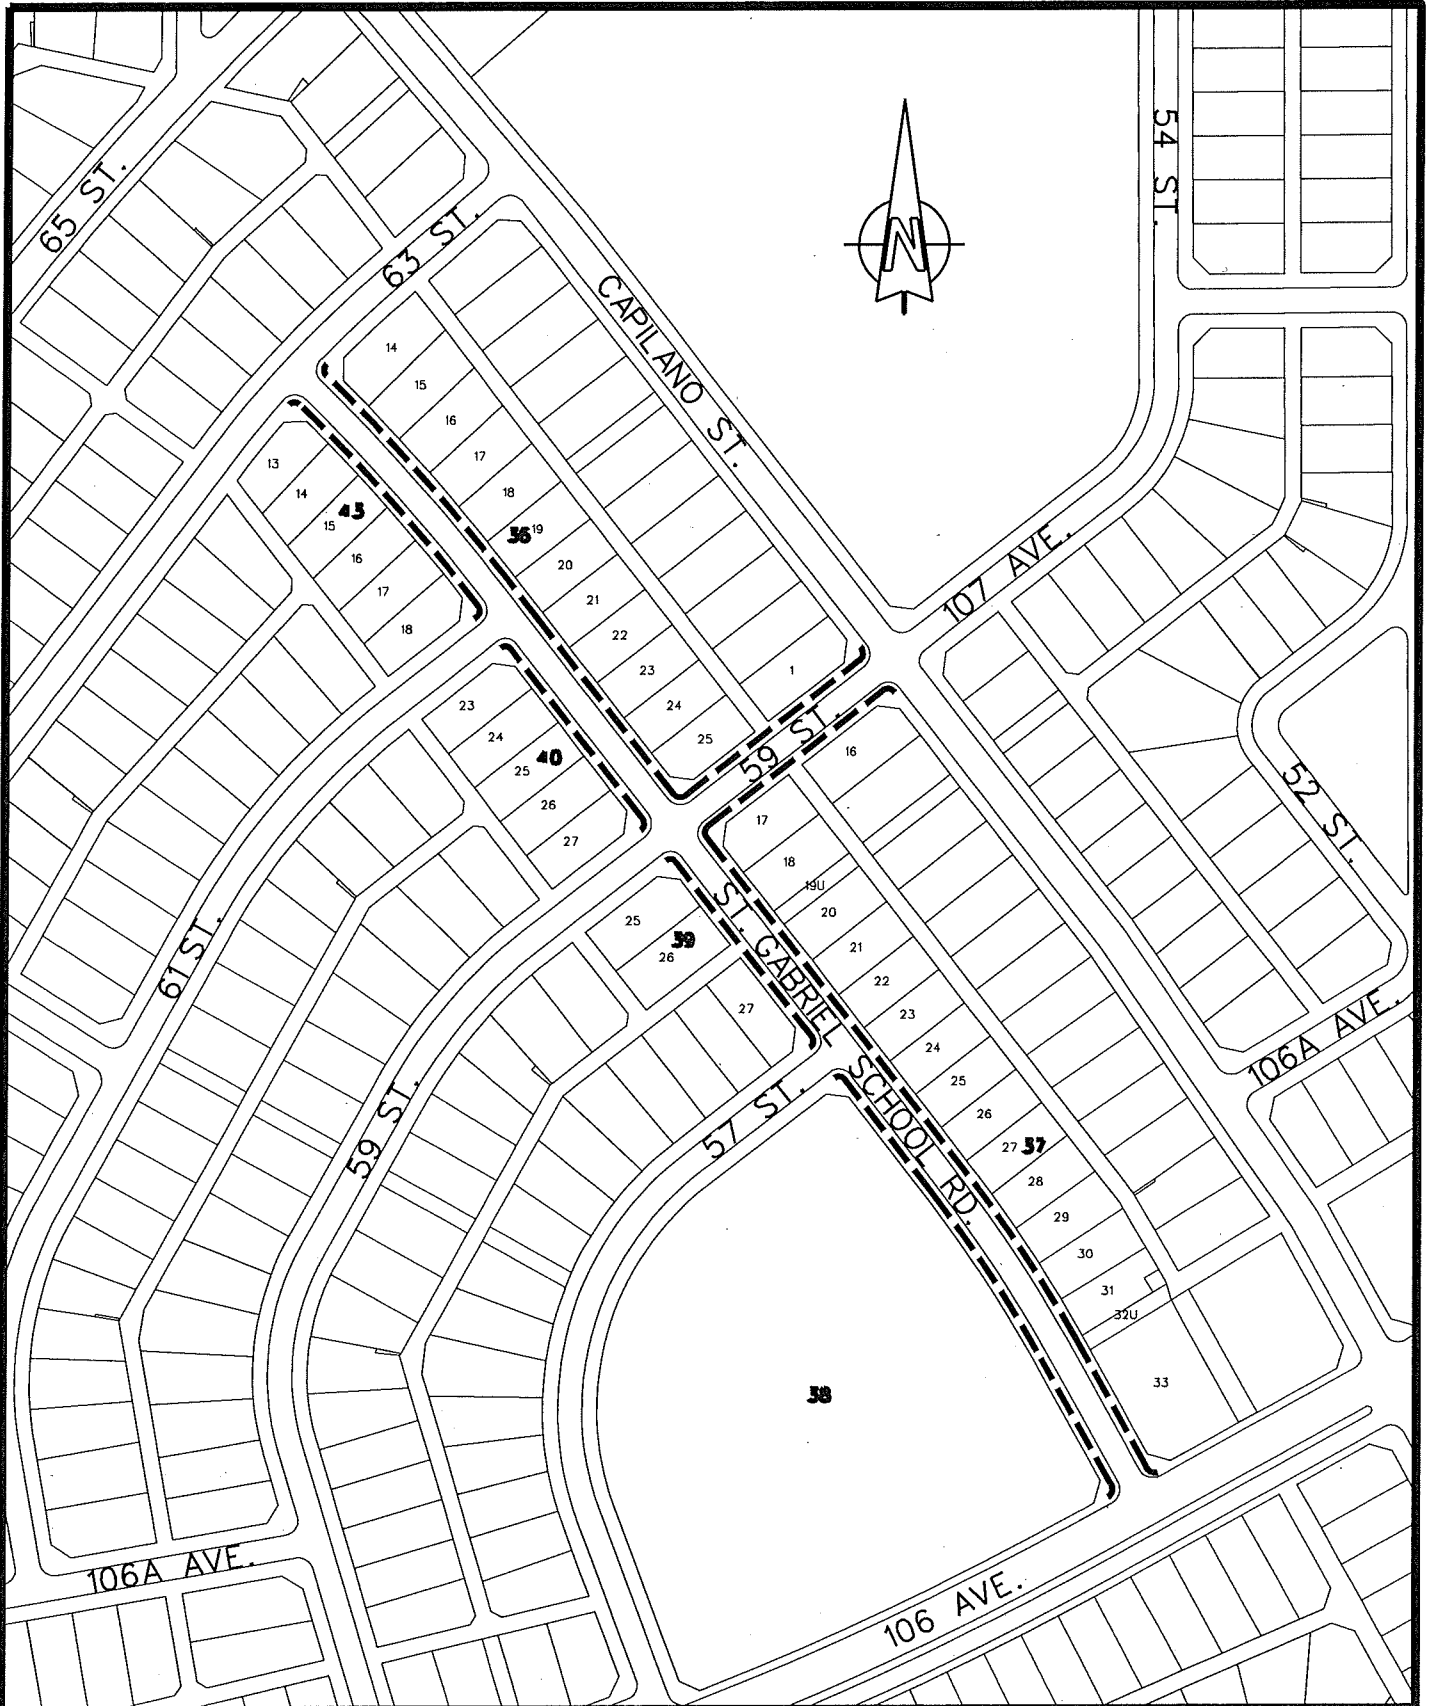 54 ST.
65 ST.
63 ST.
N
CAPILANO ST.
14
15
16
17
18
19
36
20
21
22
23
24
25
1
13
14
43
15
16
17
18
107 AVE.
52 ST.
59 ST.
23
24
25
40
26
27
16
17
18
19U
20
21
22
23
24
25
26
27
37
28
29
30
31
32U
33
25
39
26
27
ST. GABRIEL SCHOOL RD.
61 ST.
106A AVE.
59 ST.
57 ST.
38
106A AVE.
106 AVE.